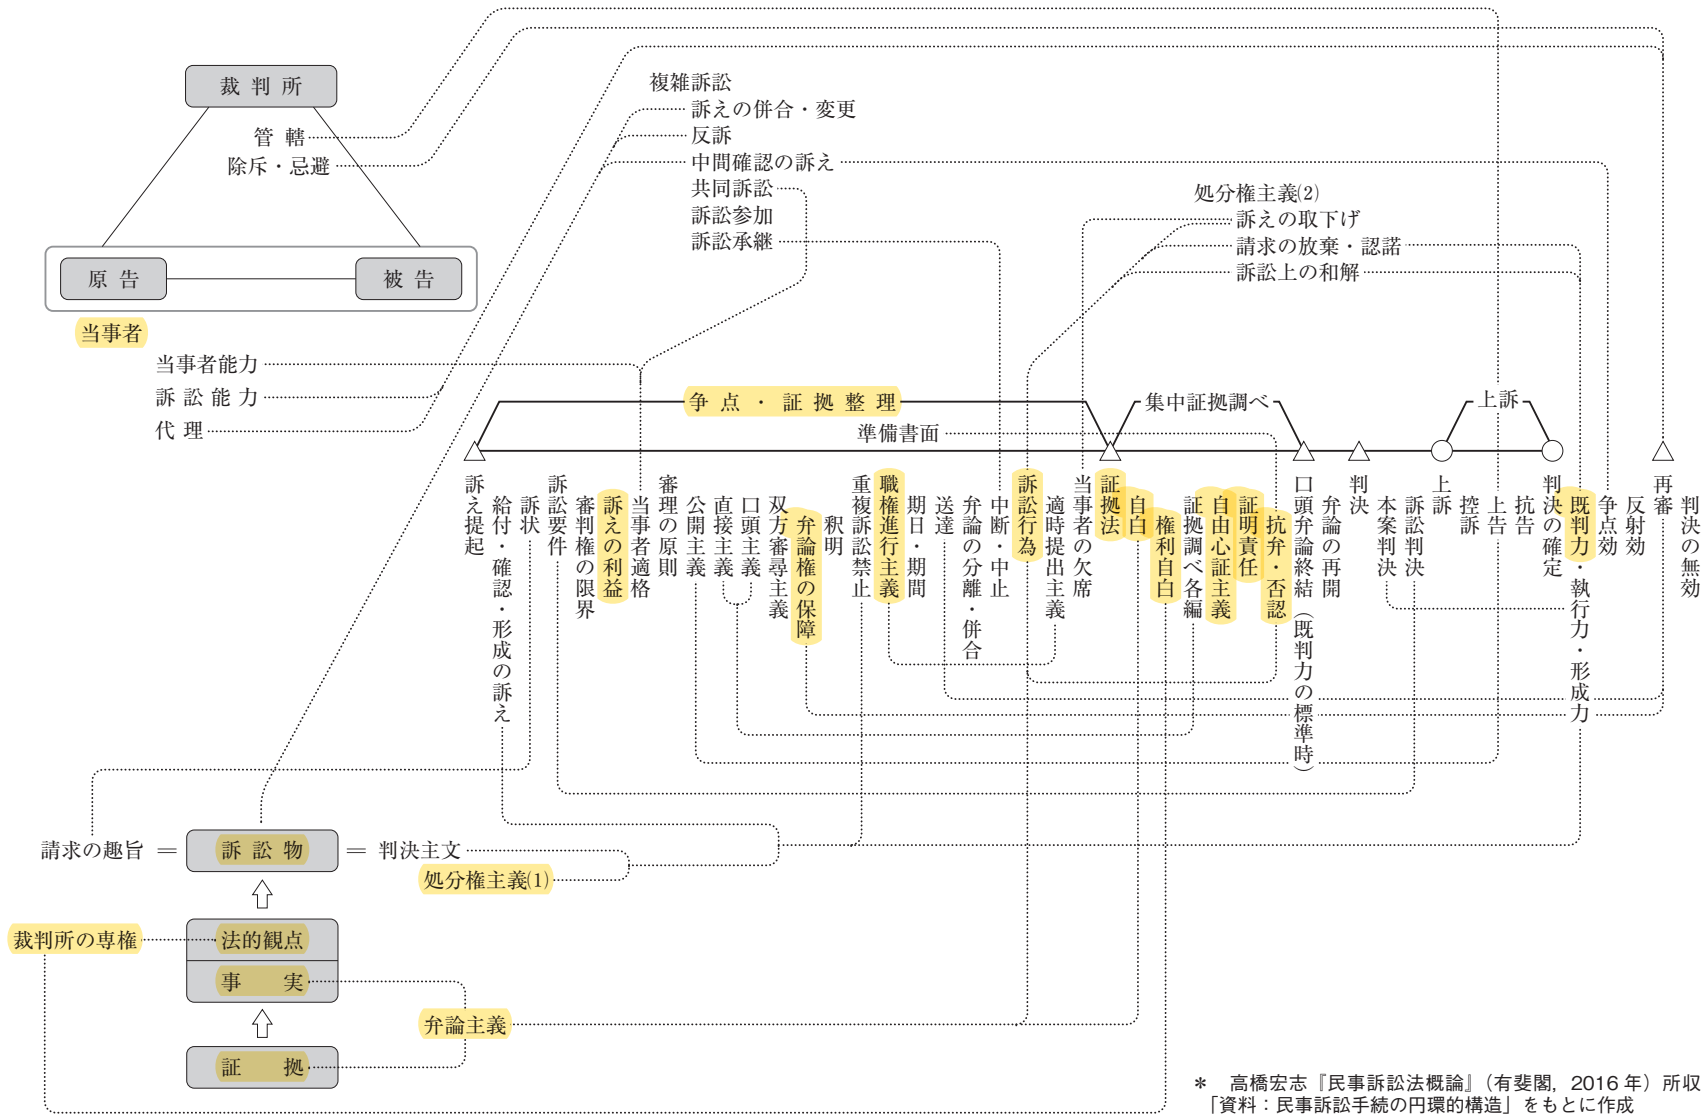 裁判所
管轄
除斥・忌避
原告
被告
当事者
当事者能力
訴訟能力
代理
複雑訴訟
訴えの併合・変更
反訴
中間確認の訴え
共同訴訟
訴訟参加
訴訟承継
処分権主義(2)
訴えの取下げ
請求の放棄・認諾
訴訟上の和解
争点・証拠整理
準備書面
集中証拠調べ
上訴
訴え提起
給付・確認・形成の訴え
訴状
訴訟要件
審判権の限界
訴えの利益
当事者適格
審理の原則
公開主義
直接主義
口頭主義
双方審尋主義
弁論権の保障
釈明
重複訴訟禁止
職権進行主義
期日・期間
送達
弁論の分離・併合
中断・中止
訴訟行為
適時提出主義
当事者の欠席
証拠法
自白
権利自白
証拠調べ各編
自由心証主義
証明責任
抗弁・否認
口頭弁論終結(既判力の標準時)
弁論の再開
判決
本案判決
訴訟判決
上訴
控訴
上告
抗告
判決の確定
既判力・執行力・形成力
争点効
反射効
再審
判決の無効
請求の趣旨 = 訴訟物 = 判決主文
処分権主義(1)
裁判所の専権
法的観点
事実
弁論主義
証拠
* 高橋宏志『民事訴訟法概論』(有斐閣, 2016年)所収
「資料:民事訴訟手続の円環的構造」をもとに作成